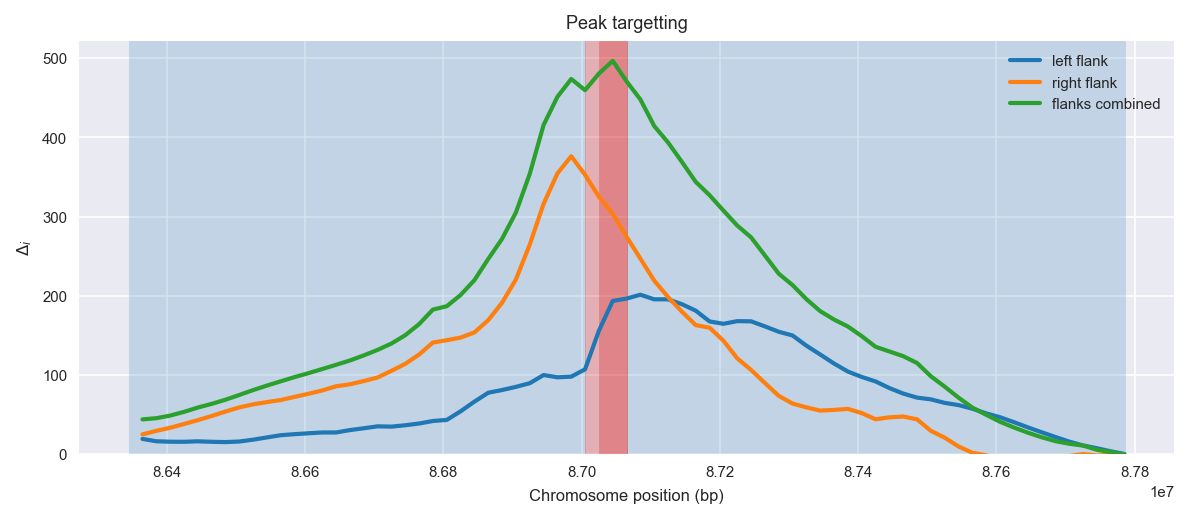 Peak targetting
500
400
300
200
100
0
Δi
left flank
right flank
flanks combined
8.64 8.66 8.68 8.70 8.72 8.74 8.76 8.78
1e7
Chromosome position (bp)